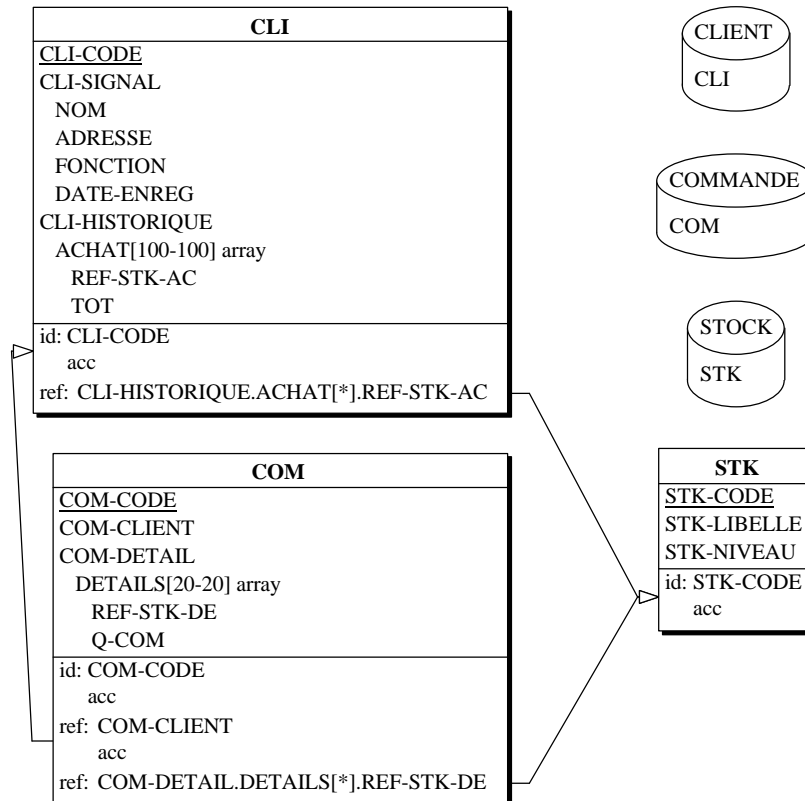 CLI
CLI-CODE
CLI-SIGNAL
NOM
ADRESSE
FONCTION
DATE-ENREG
CLI-HISTORIQUE
ACHAT[100-100] array
REF-STK-AC
TOT
id: CLI-CODE
acc
ref: CLI-HISTORIQUE.ACHAT[*].REF-STK-AC
CLIENT
CLI
COMMANDE
COM
STOCK
STK
COM
COM-CODE
COM-CLIENT
COM-DETAIL
DETAILS[20-20] array
REF-STK-DE
Q-COM
id: COM-CODE
acc
ref: COM-CLIENT
acc
ref: COM-DETAIL.DETAILS[*].REF-STK-DE
STK
STK-CODE
STK-LIBELLE
STK-NIVEAU
id: STK-CODE
acc